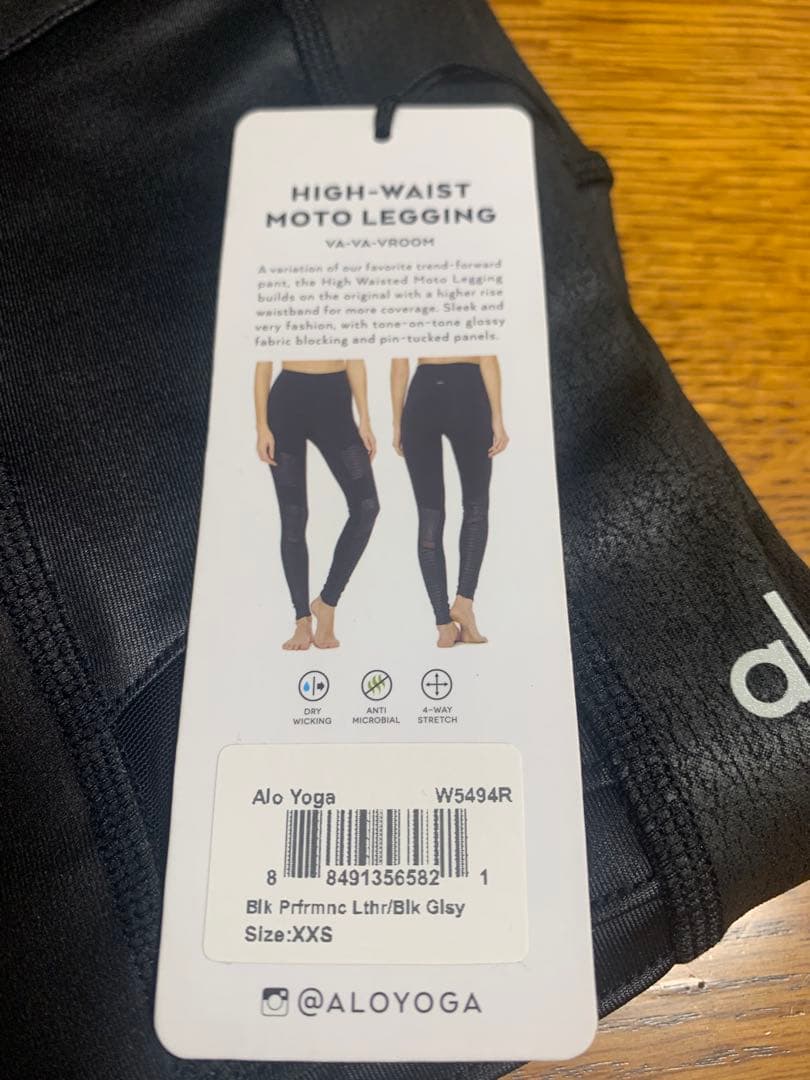 HIGH-WAIST
MOTO LEGGING
VA-VA-VROOM
A variation of our favorite trend-forward
pant, the High Waisted Moto Legging
builds on the original with a higher rise
waistband for more coverage. Sleek and
very fashion, with tone-on-tone glossy
fabric blocking and pin-tucked panels.
DRY
WICKING
ANTI
MICROBIAL
4-WAY
STRETCH
al
Alo Yoga W5494R
8 8491356582 1
Blk Prfrmnc Lthr/Blk Glsy
Size:XXS
@ALOYOGA